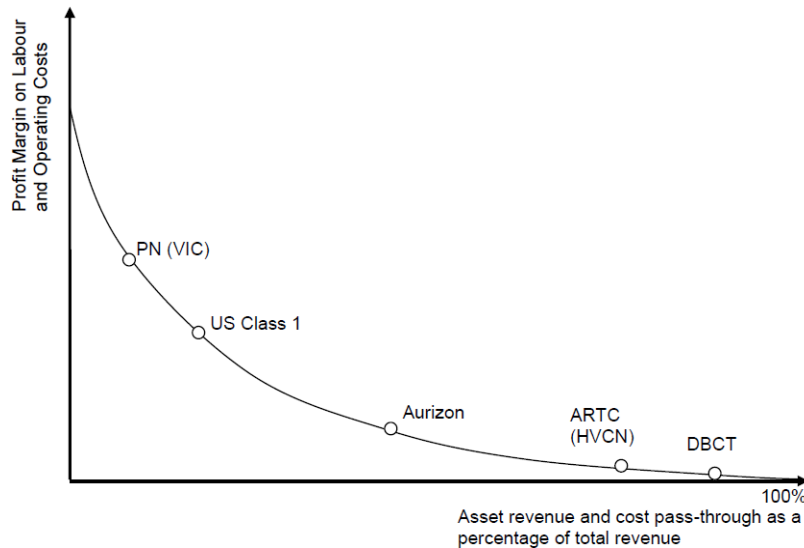 Profit Margin on Labour
and Operating Costs
PN (VIC)
US Class 1
Aurizon
ARTC
(HVCN)
DBCT
100%
Asset revenue and cost pass-through as a
percentage of total revenue